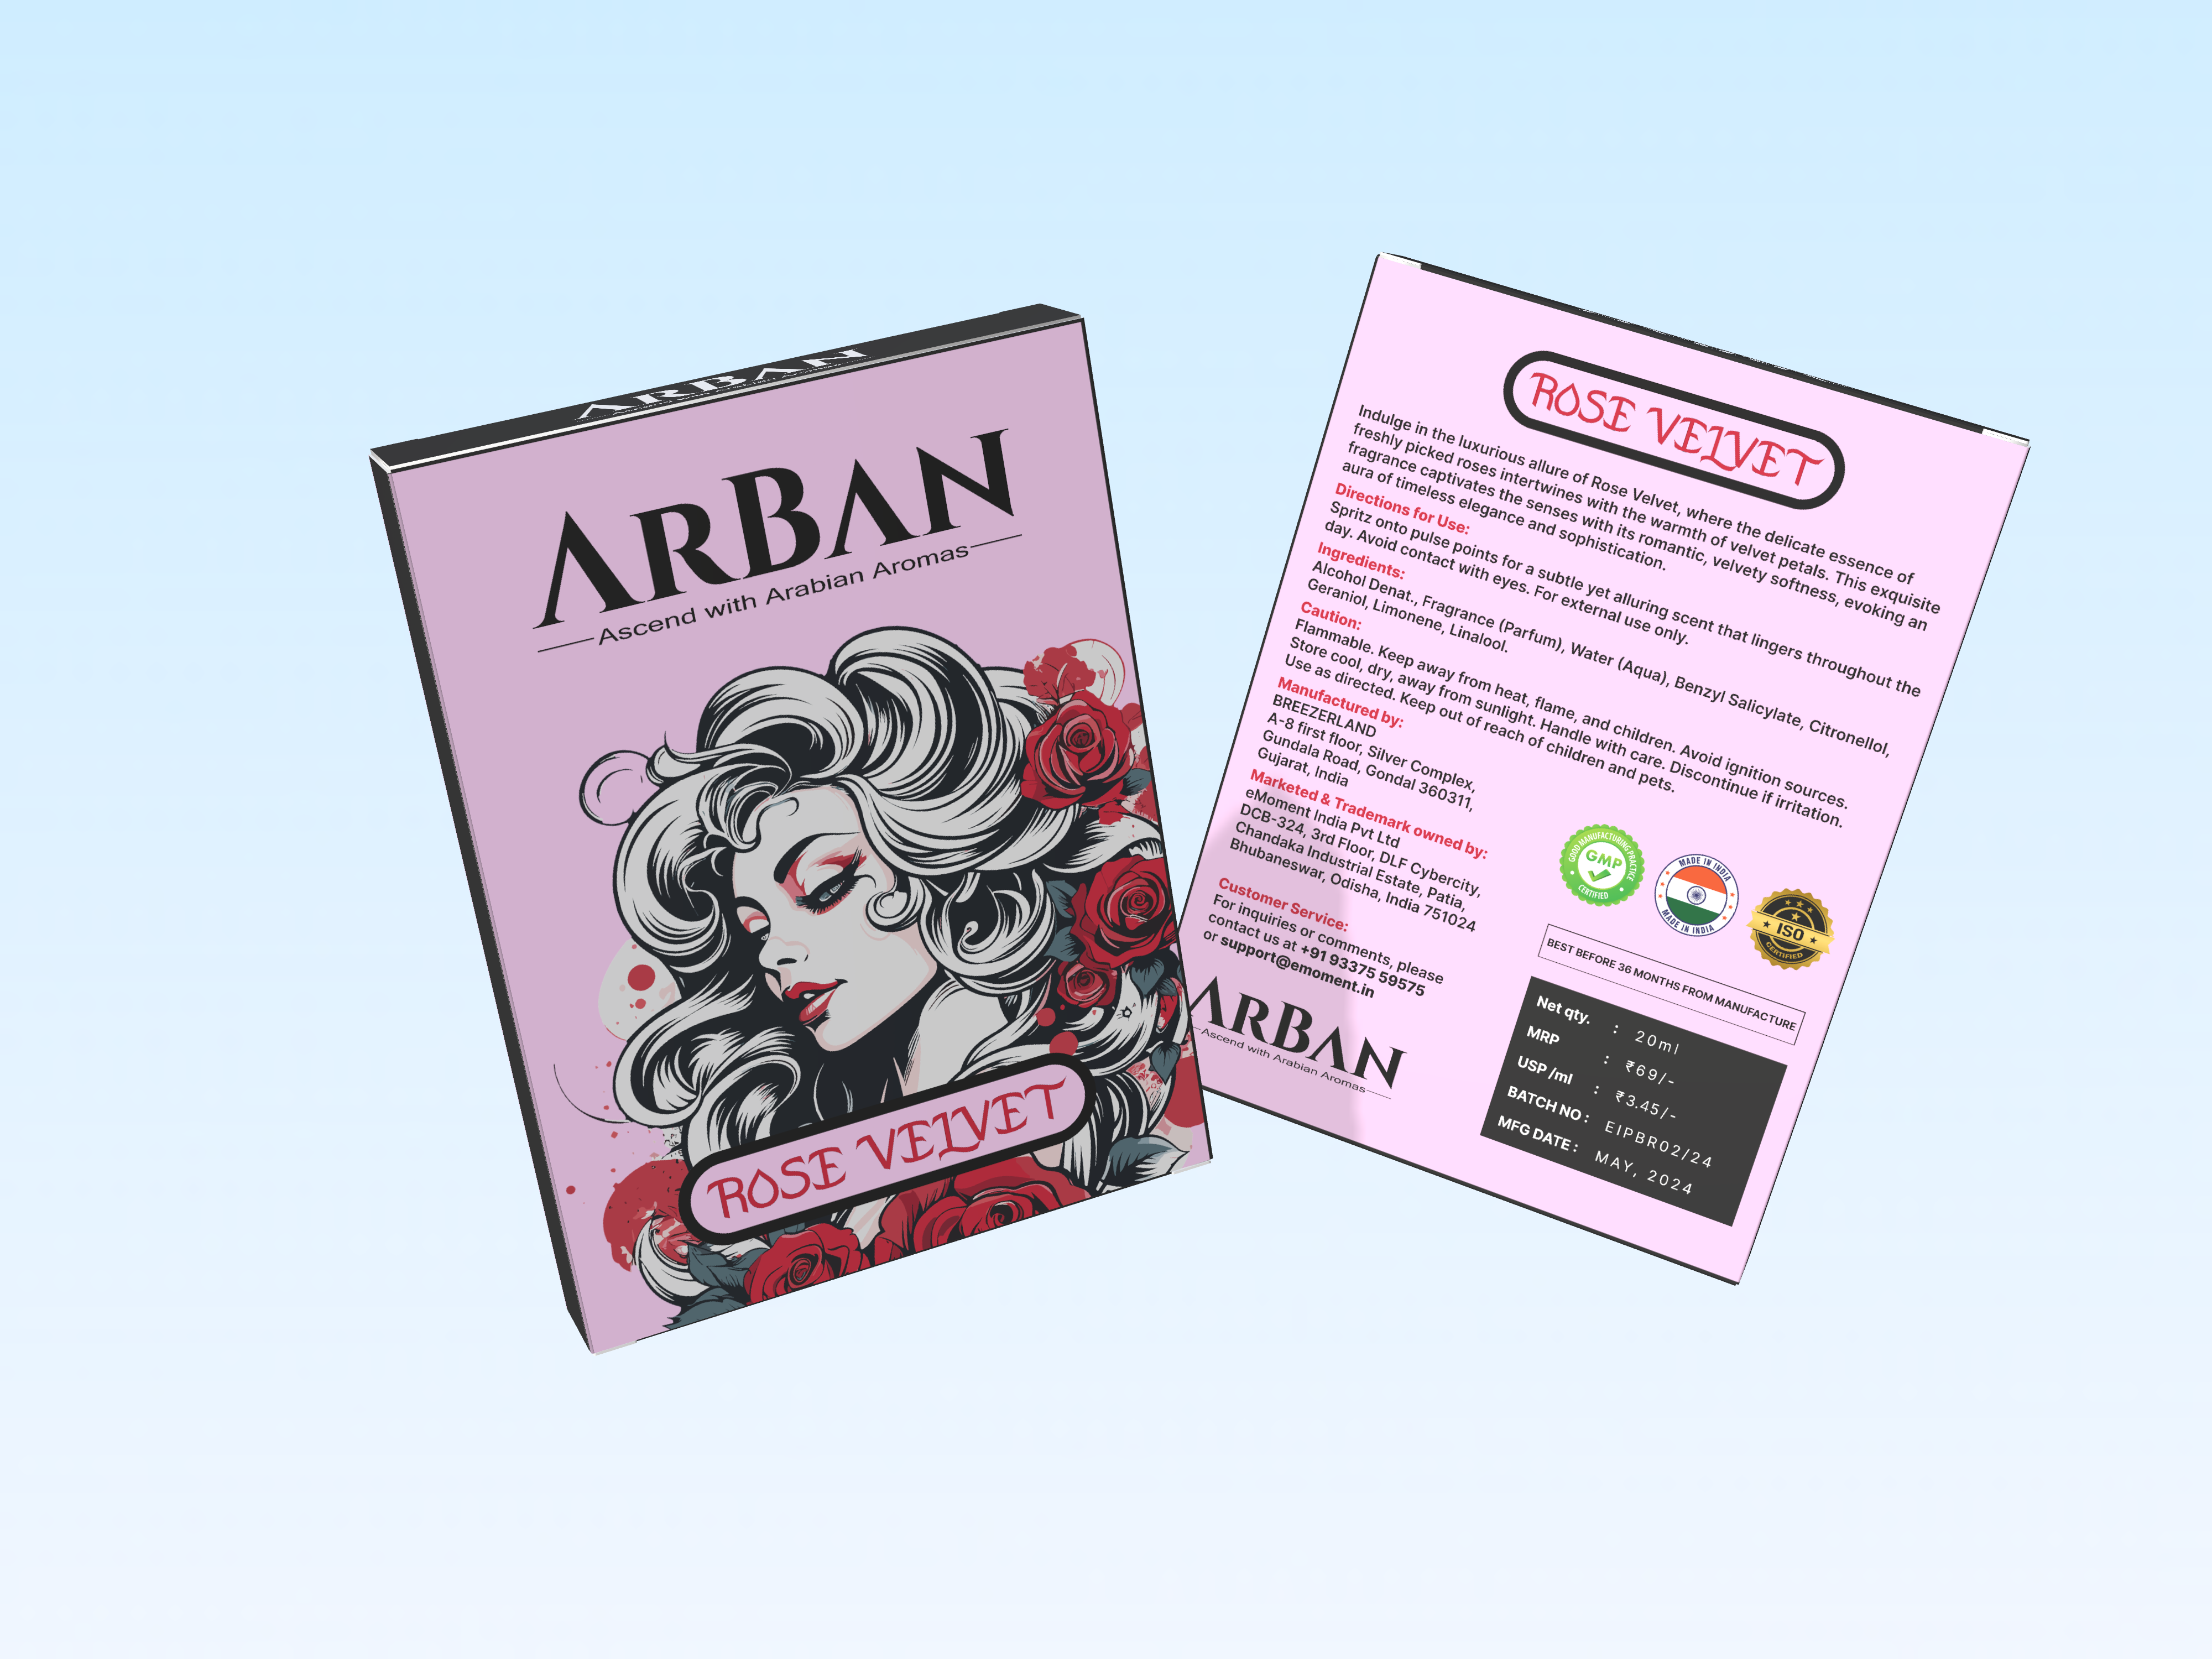 ARBAN
ARBAN
Ascend with Arabian Aromas
ROSE VELVET
ROSE VELVET
Indulge in the luxurious allure of Rose Velvet, where the delicate essence of
freshly picked roses intertwines with the warmth of velvet petals. This exquisite
fragrance captivates the senses with its romantic, velvety softness, evoking an
aura of timeless elegance and sophistication.
Directions for Use:
Spritz onto pulse points for a subtle yet alluring scent that lingers throughout the
day. Avoid contact with eyes. For external use only.
Ingredients:
Alcohol Denat., Fragrance (Parfum), Water (Aqua), Benzyl Salicylate, Citronellol,
Geraniol, Limonene, Linalool.
Caution:
Flammable. Keep away from heat, flame, and children. Avoid ignition sources.
Store cool, dry, away from sunlight. Handle with care. Discontinue if irritation.
Use as directed. Keep out of reach of children and pets.
Manufactured by:
BREEZERLAND
A-8 first floor, Silver Complex,
Gundala Road, Gondal 360311,
Gujarat, India
Marketed & Trademark owned by:
eMoment India Pvt Ltd
DCB-324, 3rd Floor, DLF Cybercity,
Chandaka Industrial Estate, Patia,
Bhubaneswar, Odisha, India 751024
Customer Service:
For inquiries or comments, please
contact us at +91 93375 59575
or support@emoment.in
ARBAN
Ascend with Arabian Aromas
GOOD MANUFACTURING PRACTICE
GMP
CERTIFIED
MADE IN INDIA
MADE IN INDIA
ISO
CERTIFIED
BEST BEFORE 36 MONTHS FROM MANUFACTURE
Net qty. : 20ml
MRP : ₹69/-
USP /ml : ₹3.45/-
BATCH NO : EIPBR02/24
MFG DATE : MAY, 2024